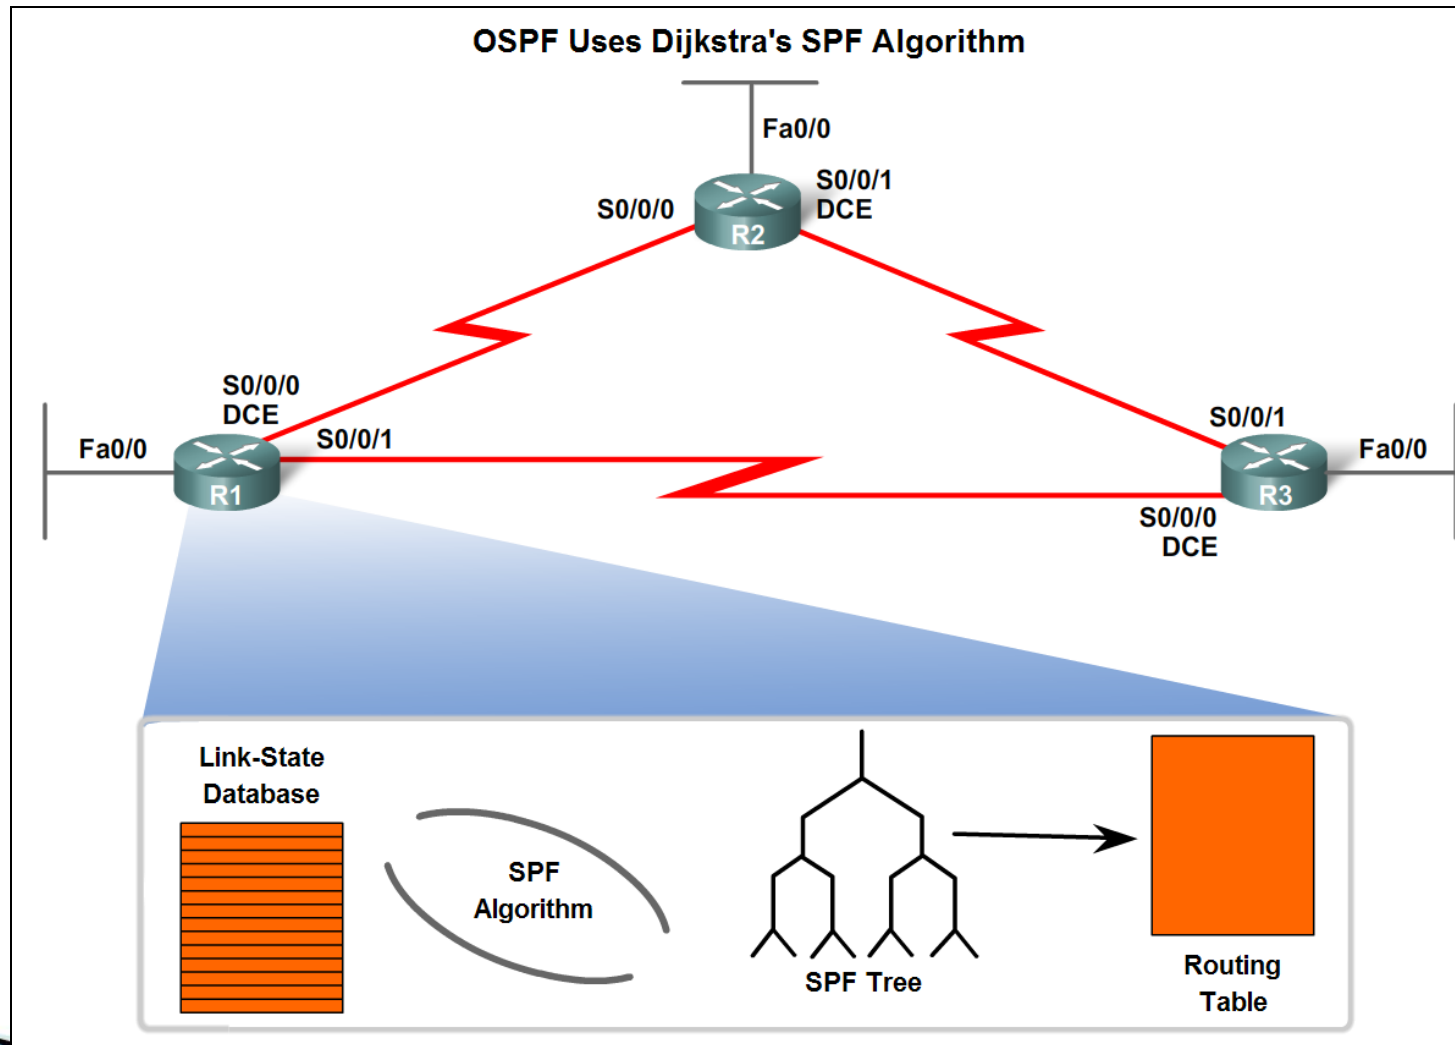 OSPF Uses Dijkstra's SPF Algorithm
Fa0/0
S0/0/0
S0/0/1
DCE
R2
S0/0/0
DCE
Fa0/0
S0/0/1
R1
S0/0/1
Fa0/0
R3
S0/0/0
DCE
Link-State
Database
SPF
Algorithm
SPF Tree
Routing
Table